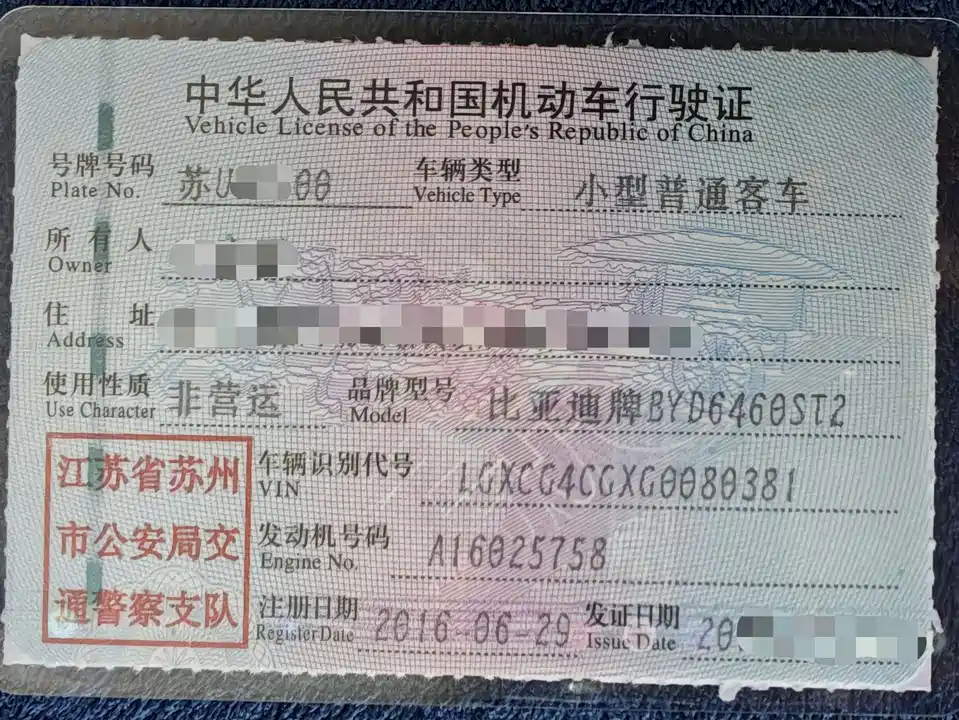 中华人民共和国机动车行驶证
Vehicle License of the People's Republic of China
号牌号码 苏U 00 车辆类型 小型普通客车
Plate No. Vehicle Type
所有人
Owner
住址
Address
使用性质 非营运 品牌型号 比亚迪牌BYD6460ST2
Use Character Model
江苏省苏州 车辆识别代号 LGXCG4CGXG0080381
VIN
市公安局交 发动机号码 A16025758
Engine No.
通警察支队 注册日期 2016-06-29 发证日期 20
Register Date Issue Date